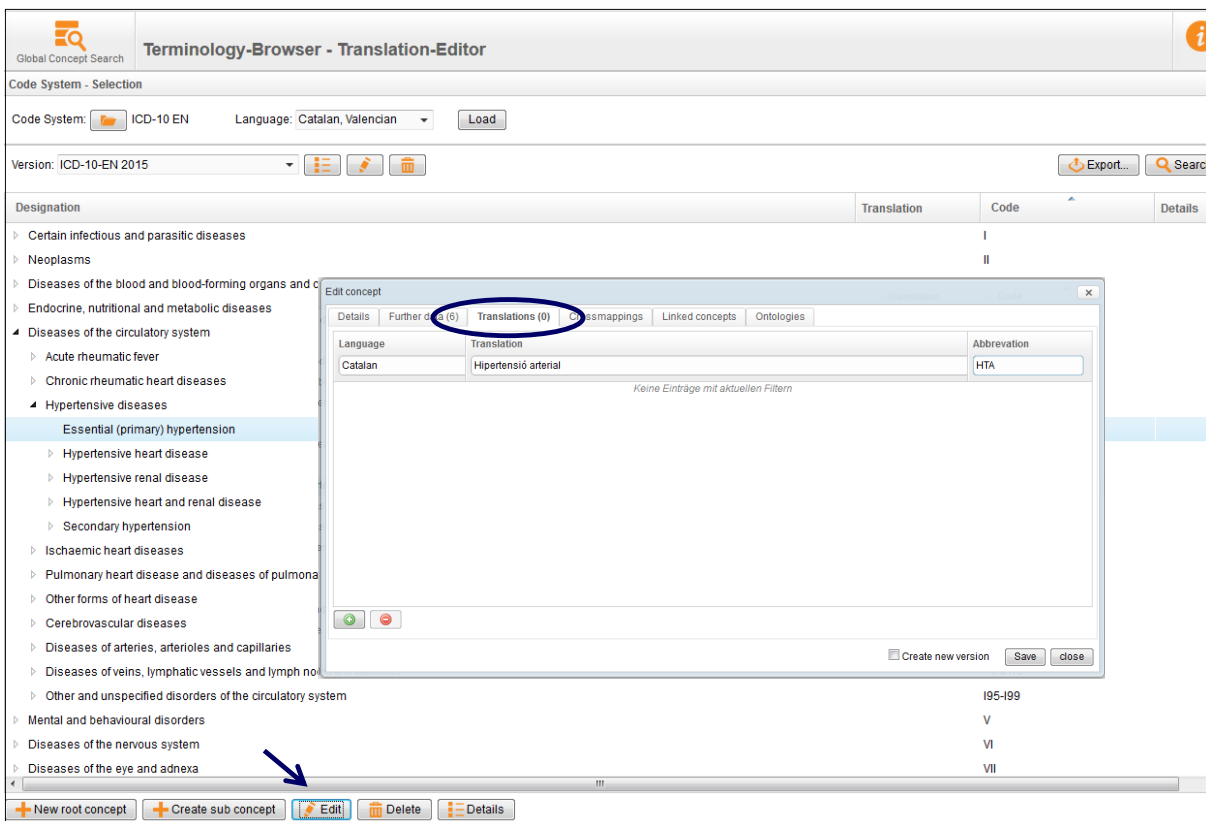 Global Concept Search
Terminology-Browser - Translation-Editor
Code System - Selection
Code System: ICD-10 EN Language: Catalan, Valencian Load
Version: ICD-10-EN 2015 Export... Searc
Designation Translation Code Details
Certain infectious and parasitic diseases I
Neoplasms II
Diseases of the blood and blood-forming organs and c
Endocrine, nutritional and metabolic diseases
Diseases of the circulatory system
Acute rheumatic fever
Chronic rheumatic heart diseases
Hypertensive diseases
Essential (primary) hypertension
Hypertensive heart disease
Hypertensive renal disease
Hypertensive heart and renal disease
Secondary hypertension
Ischaemic heart diseases
Pulmonary heart disease and diseases of pulmona
Other forms of heart disease
Cerebrovascular diseases
Diseases of arteries, arterioles and capillaries
Diseases of veins, lymphatic vessels and lymph no
Other and unspecified disorders of the circulatory system I95-I99
Mental and behavioural disorders V
Diseases of the nervous system VI
Diseases of the eye and adnexa VII
Edit concept
Details Further data (6) Translations (0) Crossmappings Linked concepts Ontologies
Language Translation Abbrevation
Catalan Hipertensió arterial HTA
Keine Einträge mit aktuellen Filtern
Create new version Save close
New root concept Create sub concept Edit Delete Details